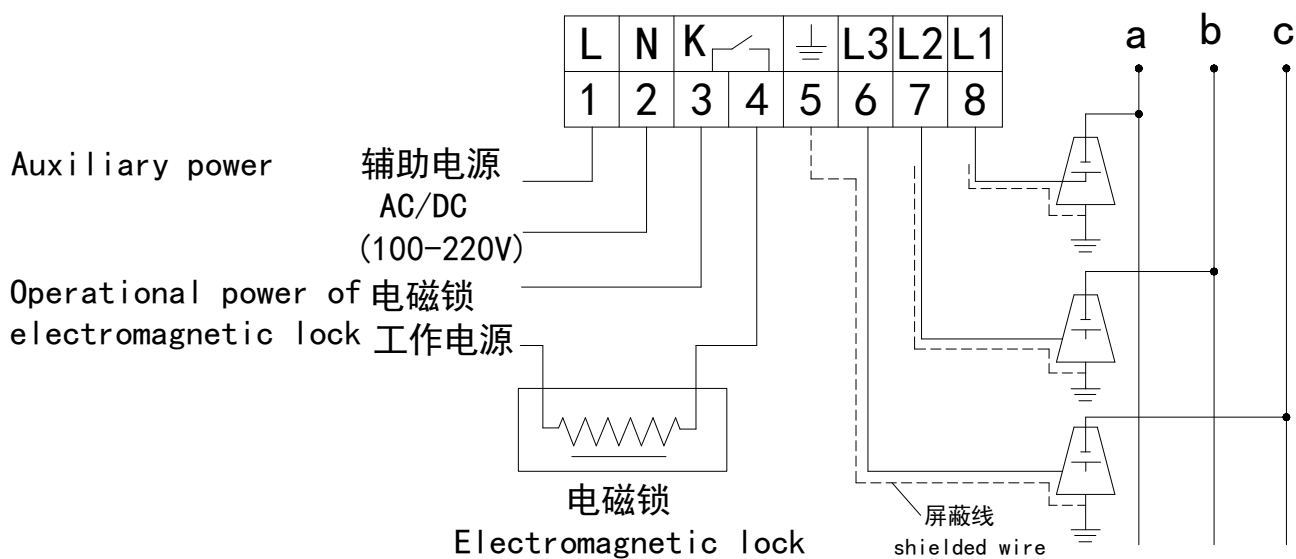 L N K L3 L2 L1
1 2 3 4 5 6 7 8
a b c
Auxiliary power 辅助电源
AC/DC
(100-220V)
Operational power of 电磁锁
electromagnetic lock 工作电源
电磁锁
Electromagnetic lock
屏蔽线
shielded wire